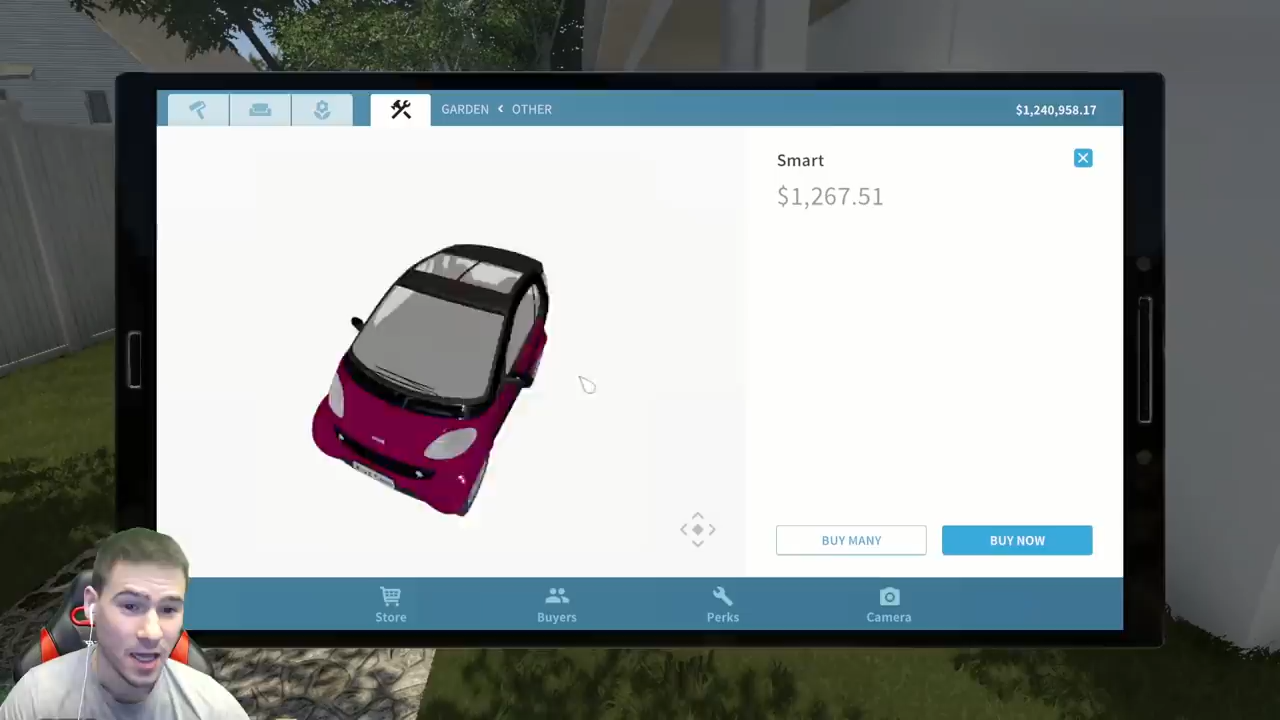 GARDEN < OTHER
$1,240,958.17
Smart
$1,267.51
BUY MANY
BUY NOW
Store
Buyers
Perks
Camera